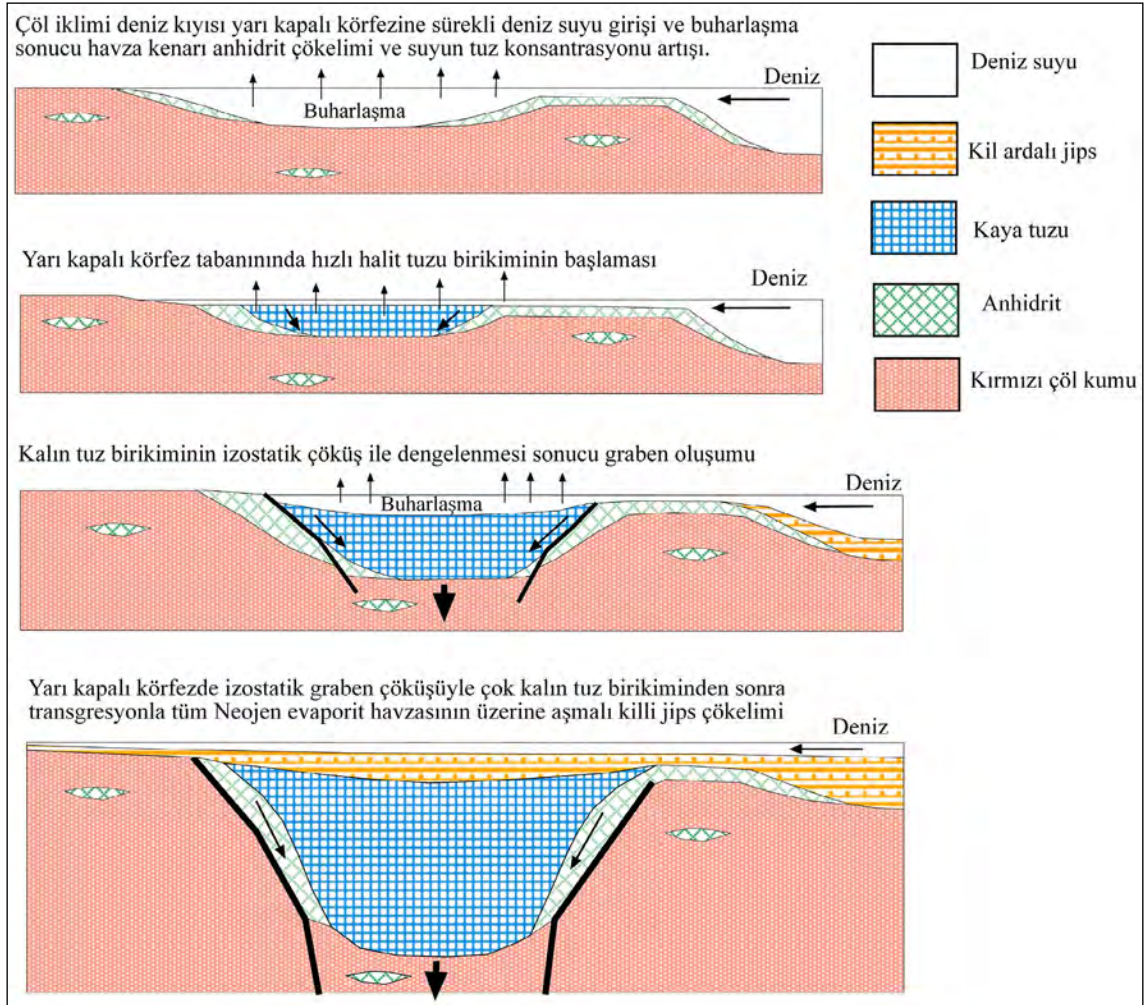 Çöl iklimi deniz kıyısı yarı kapalı körfezine sürekli deniz suyu girişi ve buharlaşma
sonucu havza kenarı anhidrit çökelimi ve suyun tuz konsantrasyonu artışı.
Deniz
Buharlaşma
Yarı kapalı körfez tabanınında hızlı halit tuzu birikiminin başlaması
Deniz
Kalın tuz birikiminin izostatik çöküş ile dengelenmesi sonucu graben oluşumu
Deniz
Buharlaşma
Yarı kapalı körfezde izostatik graben çöküşüyle çok kalın tuz birikiminden sonra
transgresyonla tüm Neojen evaporit havzasının üzerine aşmalı killi jips çökelimi
Deniz
Deniz suyu
Kil ardalı jips
Kaya tuzu
Anhidrit
Kırmızı çöl kumu